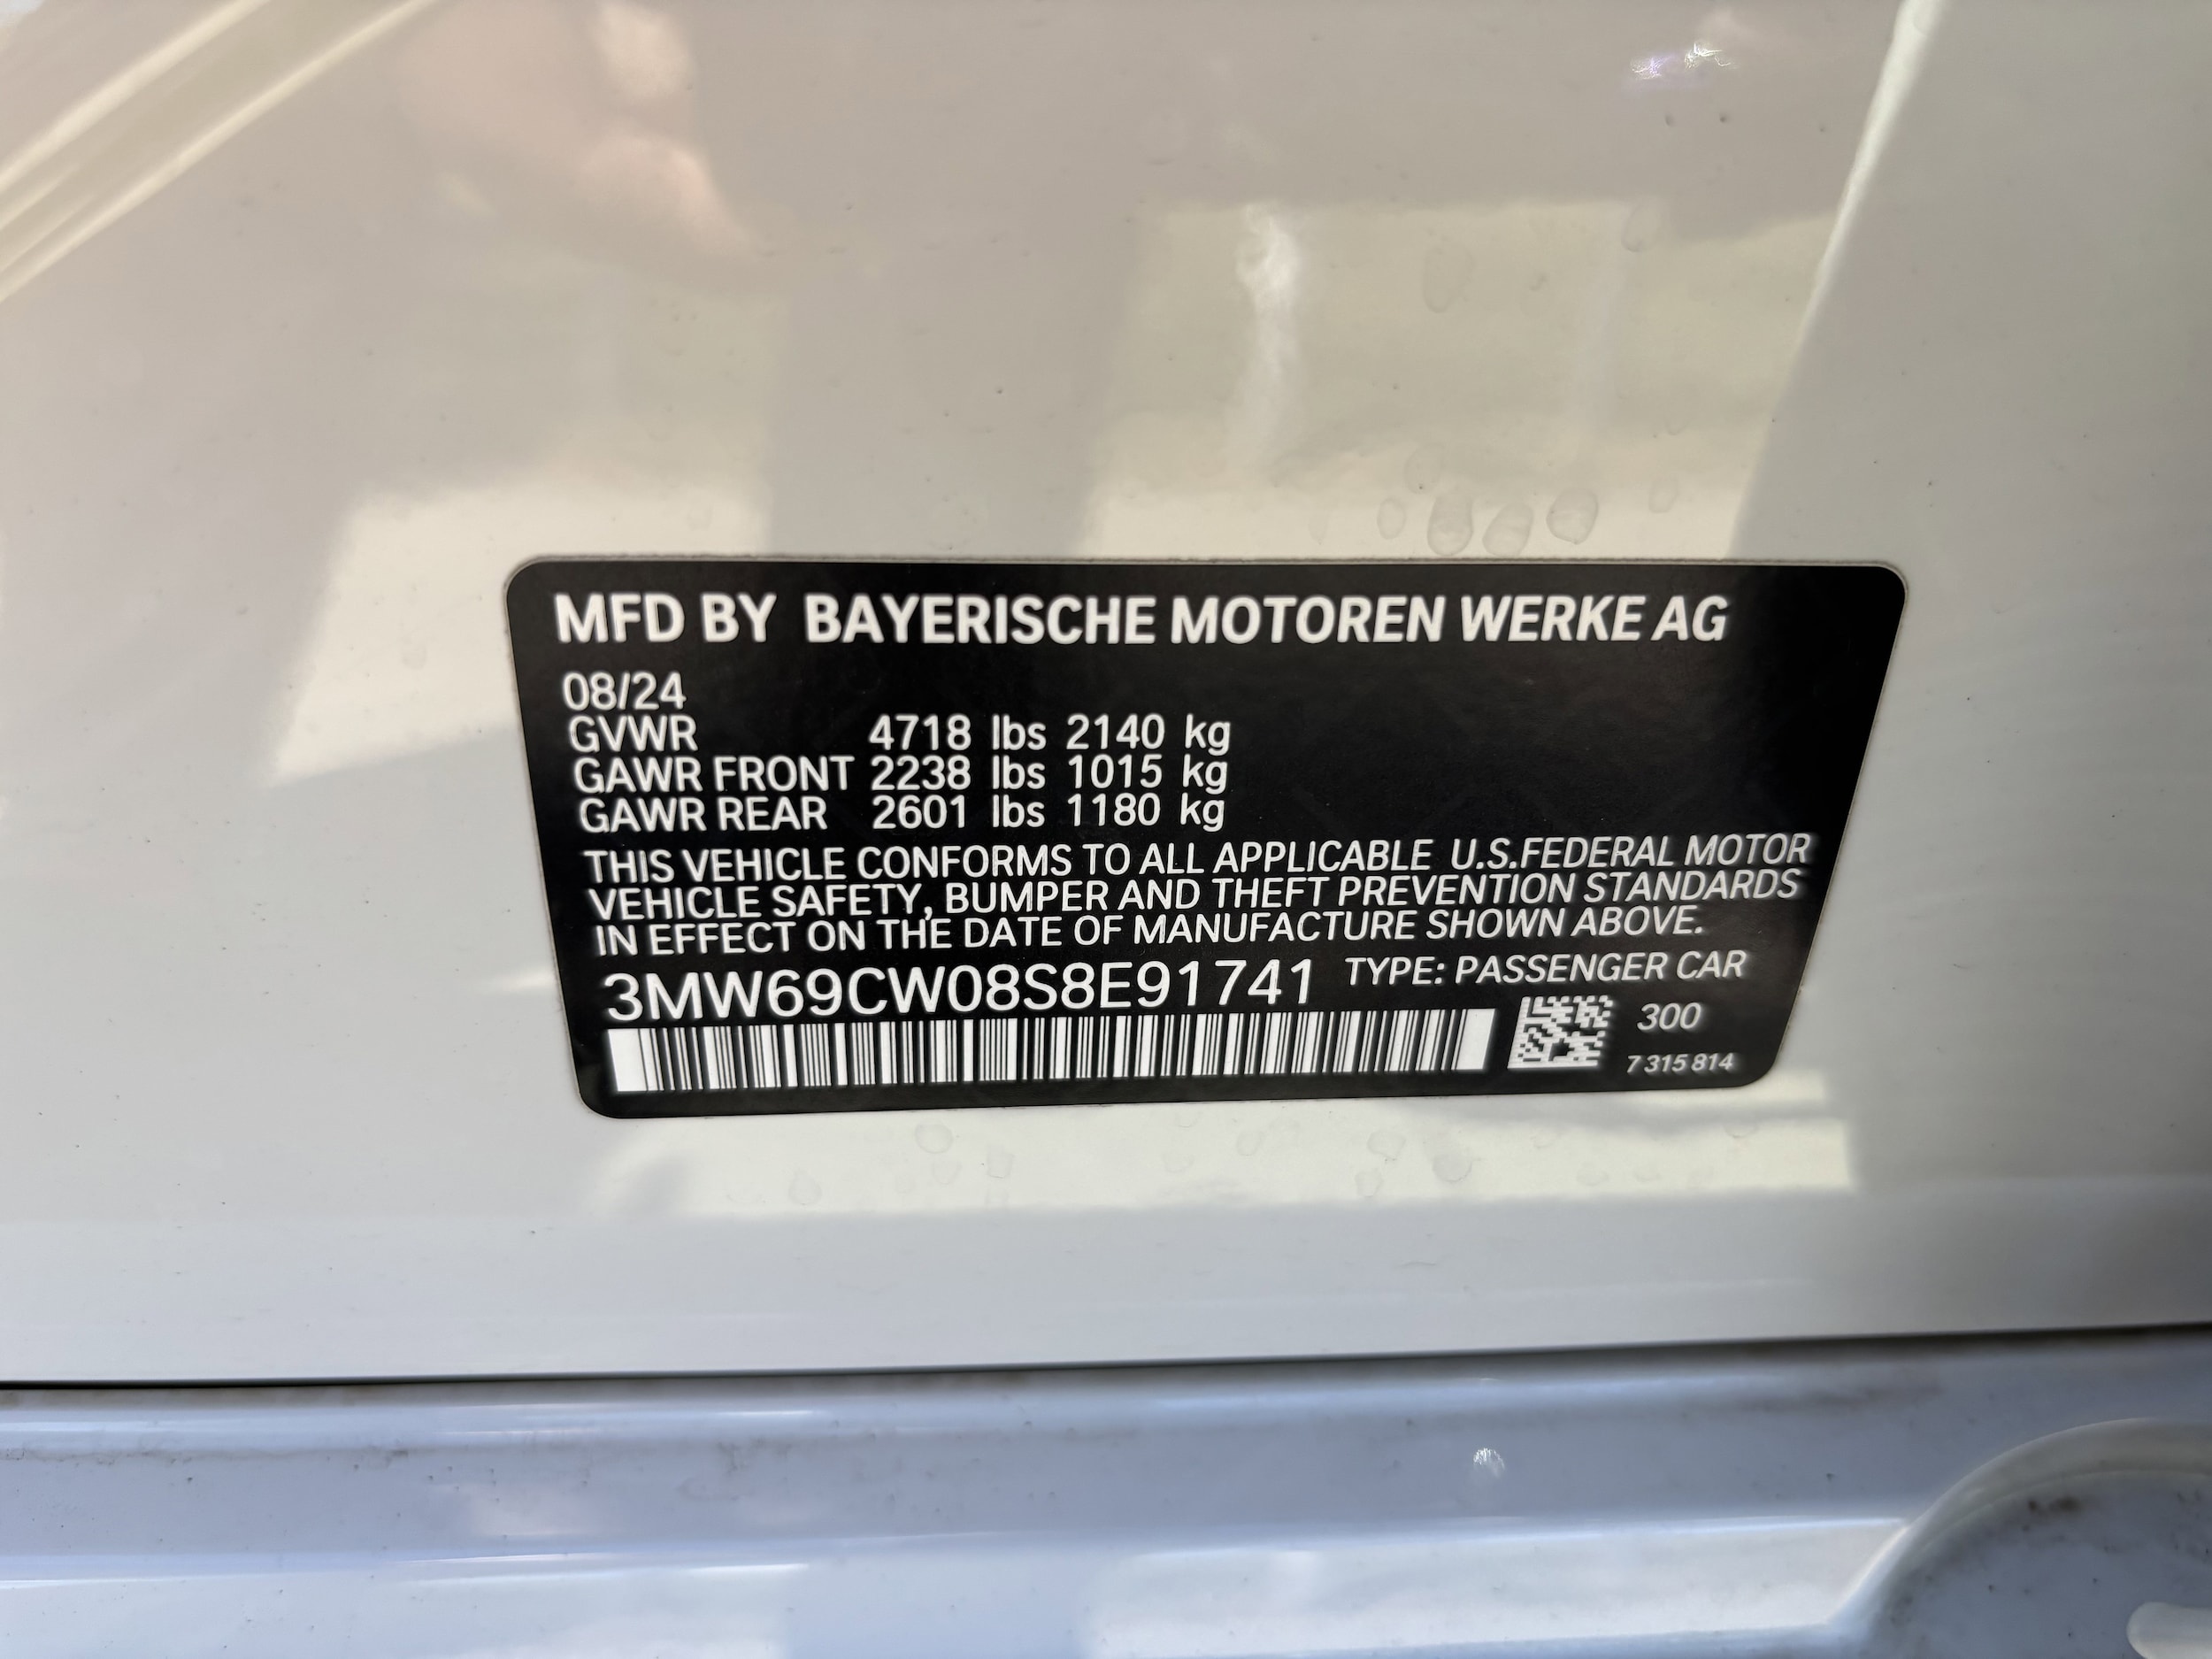 MFD BY BAYERISCHE MOTOREN WERKE AG
08/24
GVWR 4718 lbs 2140 kg
GAWR FRONT 2238 lbs 1015 kg
GAWR REAR 2601 lbs 1180 kg
THIS VEHICLE CONFORMS TO ALL APPLICABLE U.S.FEDERAL MOTOR
VEHICLE SAFETY, BUMPER AND THEFT PREVENTION STANDARDS
IN EFFECT ON THE DATE OF MANUFACTURE SHOWN ABOVE.
3MW69CW08S8E91741 TYPE: PASSENGER CAR
300
7 315 814